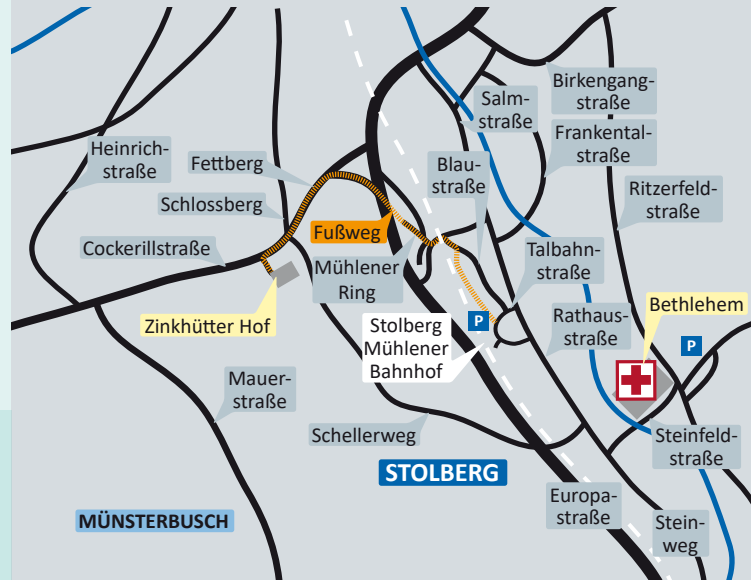 Birkengang-
straße
Salm-
straße
Frankental-
straße
Heinrich-
straße
Fettberg
Blau-
straße
Ritzerfeld-
straße
Schlossberg
Fußweg
Cockerillstraße
Mühlener
Ring
Talbahn-
straße
Zinkhütter Hof
P
Stolberg
Mühlener
Bahnhof
Rathaus-
straße
Bethlehem
P
Mauer-
straße
Schellerweg
Steinfeld-
straße
STOLBERG
Europa-
straße
MÜNSTERBUSCH
Stein-
weg